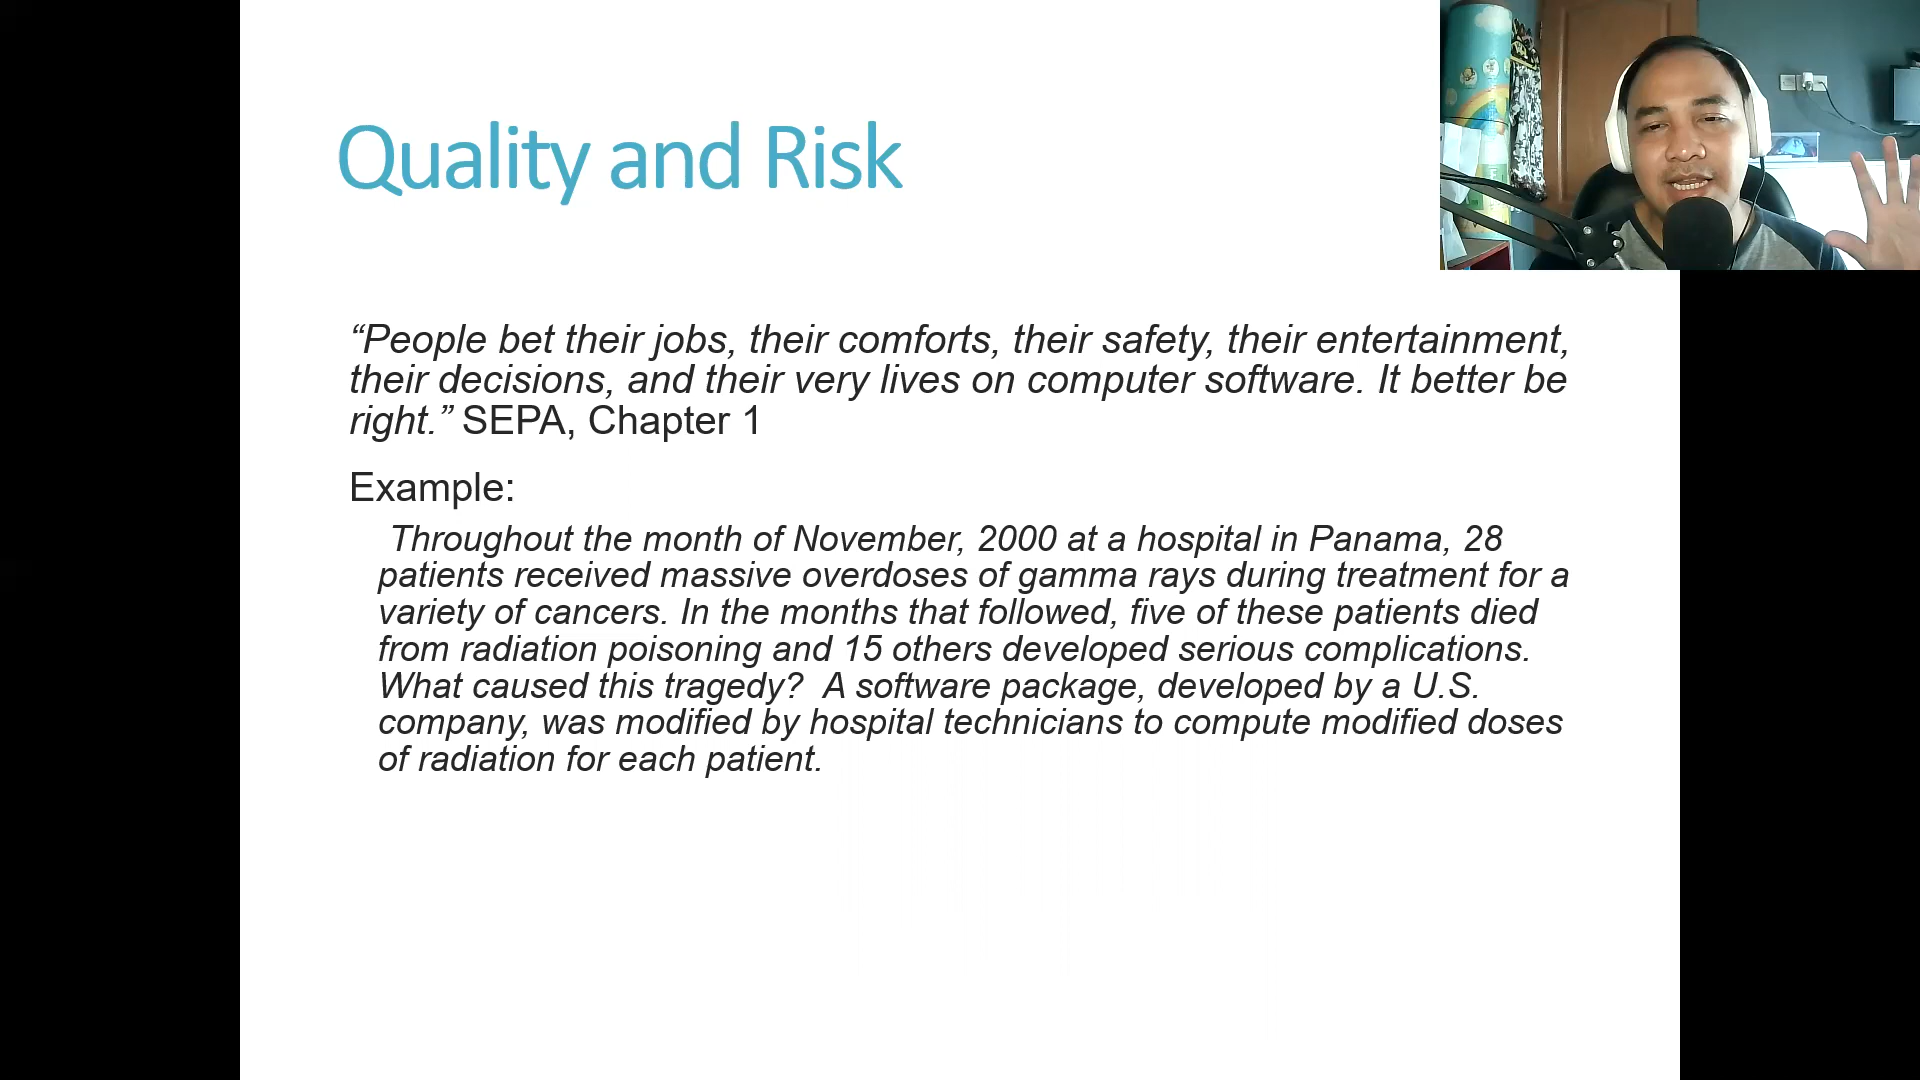 Quality and Risk
“People bet their jobs, their comforts, their safety, their entertainment,
their decisions, and their very lives on computer software. It better be
right.” SEPA, Chapter 1
Example:
Throughout the month of November, 2000 at a hospital in Panama, 28
patients received massive overdoses of gamma rays during treatment for a
variety of cancers. In the months that followed, five of these patients died
from radiation poisoning and 15 others developed serious complications.
What caused this tragedy?  A software package, developed by a U.S.
company, was modified by hospital technicians to compute modified doses
of radiation for each patient.